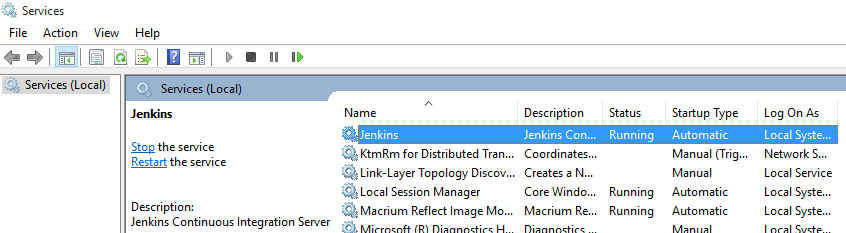 Services
File Action View Help
Services (Local)
Services (Local)
Jenkins
Stop the service
Restart the service
Description:
Jenkins Continuous Integration Server
Name Description Status Startup Type Log On As
Jenkins Jenkins Con... Running Automatic Local Syste...
KtmRm for Distributed Tran... Coordinates... Manual (Trig... Network S...
Link-Layer Topology Discov... Creates a N... Manual Local Service
Local Session Manager Core Windo... Running Automatic Local Syste...
Macrium Reflect Image Mo... Macrium Re... Running Automatic Local Syste...
Microsoft (R) Diagnostics H... Manual Local Syste...